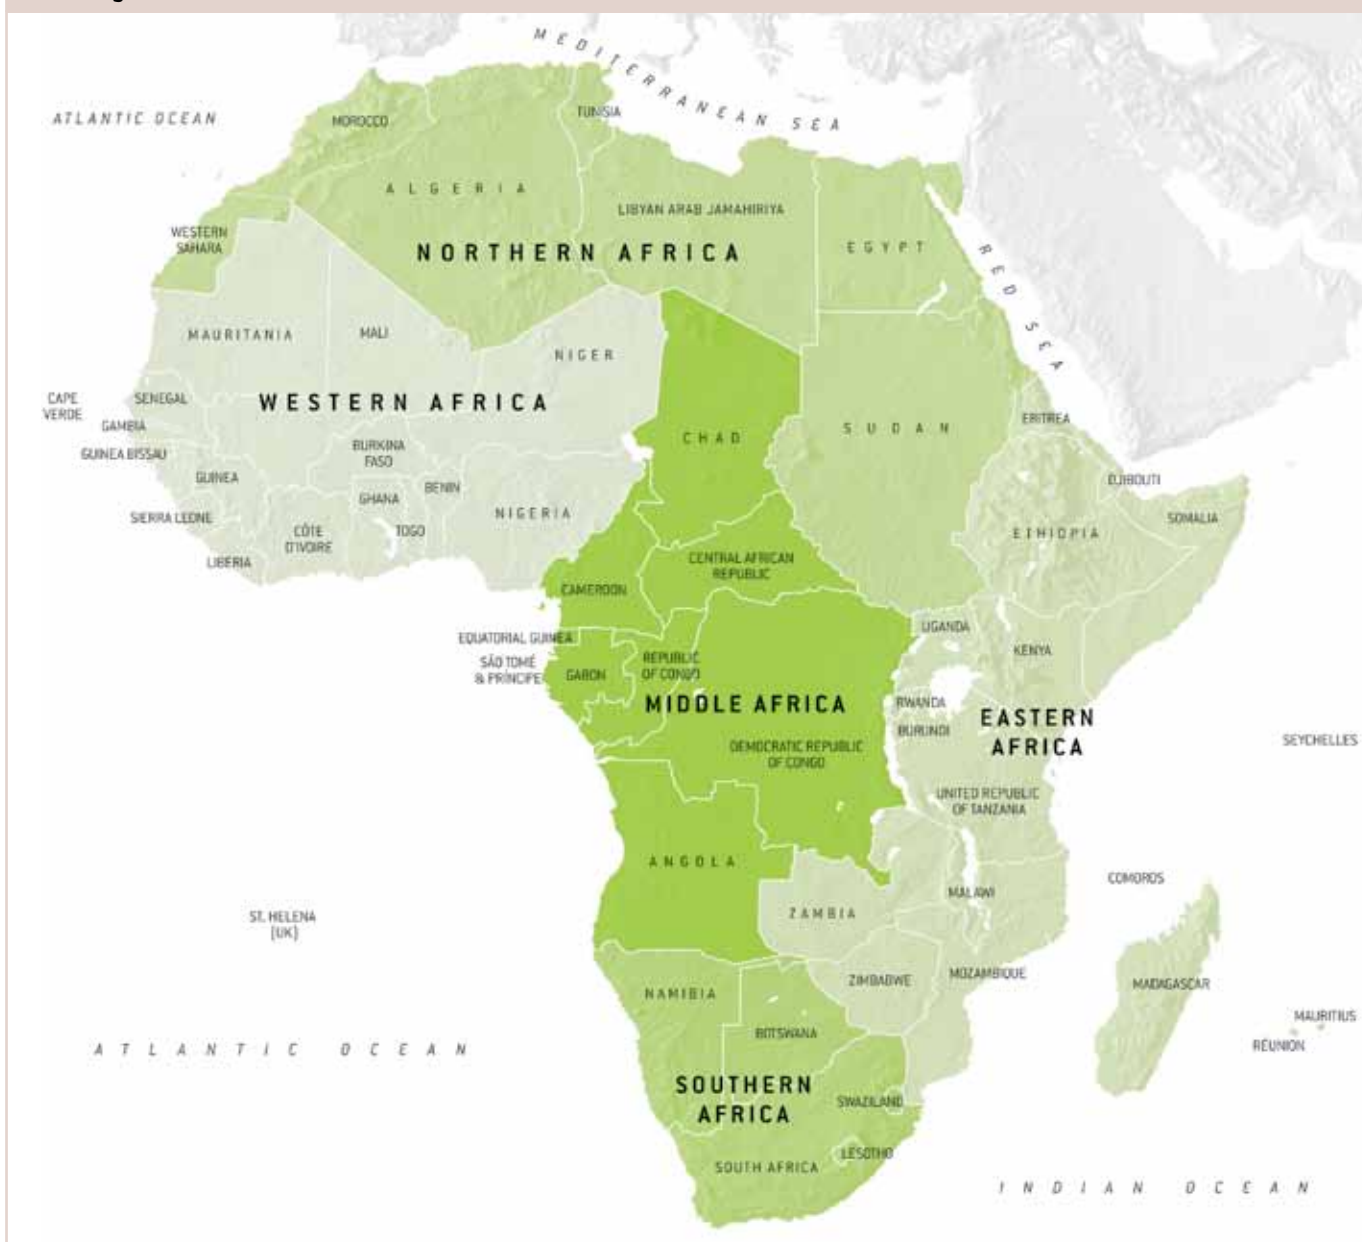 MEDITERRANEAN SEA
ATLANTIC OCEAN
TUNISIA
MOROCCO
ALGERIA
LIBYAN ARAB JAMAHIRIYA
WESTERN
SAHARA
NORTHERN AFRICA
EGYPT
RED SEA
MAURITANIA
MALI
NIGER
CAPE
VERDE
SENEGAL
WESTERN AFRICA
GAMBIA
CHAD
SUDAN
ERITREA
GUINEA BISSAU
BURKINA
FASO
GUINEA
GHANA
BENIN
DJIBOUTI
SIERRA LEONE
CÔTE
D'IVOIRE
TOGO
NIGERIA
ETHIOPIA
SOMALIA
LIBERIA
CENTRAL AFRICAN
REPUBLIC
CAMEROON
EQUATORIAL GUINEA
UGANDA
KENYA
SÃO TOMÉ
& PRÍNCIPE
GABON
REPUBLIC
OF CONGO
MIDDLE AFRICA
RWANDA
BURUNDI
EASTERN
AFRICA
SEYCHELLES
DEMOCRATIC REPUBLIC
OF CONGO
UNITED REPUBLIC
OF TANZANIA
ANGOLA
COMOROS
MALAWI
ST. HELENA
(UK)
ZAMBIA
ZIMBABWE
MOZAMBIQUE
MADAGASCAR
NAMIBIA
BOTSWANA
MAURITIUS
RÉUNION
ATLANTIC OCEAN
SOUTHERN
AFRICA
SWAZILAND
LESOTHO
SOUTH AFRICA
INDIAN OCEAN